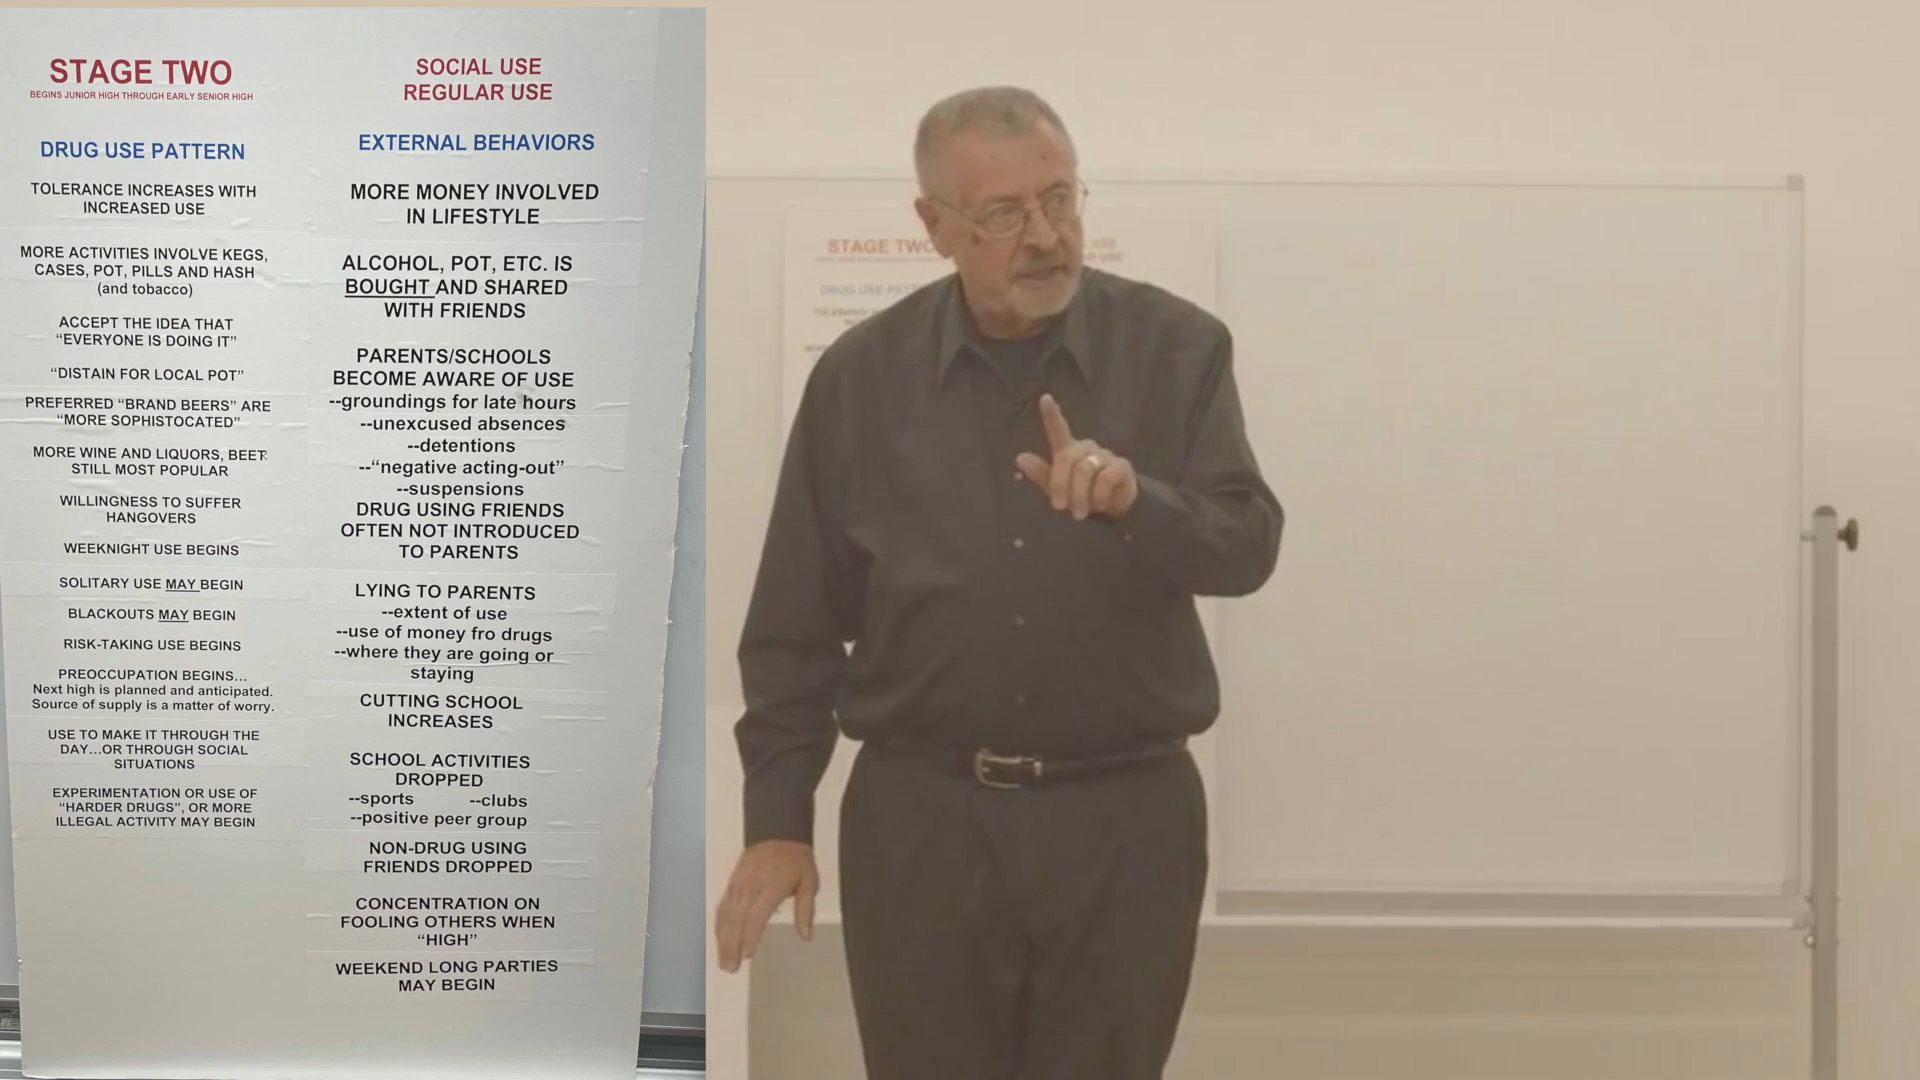 STAGE TWO
BEGINS JUNIOR HIGH THROUGH EARLY SENIOR HIGH
DRUG USE PATTERN
TOLERANCE INCREASES WITH
INCREASED USE
MORE ACTIVITIES INVOLVE KEGS,
CASES, POT, PILLS AND HASH
(and tobacco)
ACCEPT THE IDEA THAT
“EVERYONE IS DOING IT”
“DISTAIN FOR LOCAL POT”
PREFERRED “BRAND BEERS” ARE
“MORE SOPHISTOCATED”
MORE WINE AND LIQUORS, BEER
STILL MOST POPULAR
WILLINGNESS TO SUFFER
HANGOVERS
WEEKNIGHT USE BEGINS
SOLITARY USE MAY BEGIN
BLACKOUTS MAY BEGIN
RISK-TAKING USE BEGINS
PREOCCUPATION BEGINS...
Next high is planned and anticipated.
Source of supply is a matter of worry.
USE TO MAKE IT THROUGH THE
DAY...OR THROUGH SOCIAL
SITUATIONS
EXPERIMENTATION OR USE OF
“HARDER DRUGS”, OR MORE
ILLEGAL ACTIVITY MAY BEGIN
SOCIAL USE
REGULAR USE
EXTERNAL BEHAVIORS
MORE MONEY INVOLVED
IN LIFESTYLE
ALCOHOL, POT, ETC. IS
BOUGHT AND SHARED
WITH FRIENDS
PARENTS/SCHOOLS
BECOME AWARE OF USE
--groundings for late hours
--unexcused absences
--detentions
--“negative acting-out”
--suspensions
DRUG USING FRIENDS
OFTEN NOT INTRODUCED
TO PARENTS
LYING TO PARENTS
--extent of use
--use of money fro drugs
--where they are going or
staying
CUTTING SCHOOL
INCREASES
SCHOOL ACTIVITIES
DROPPED
--sports --clubs
--positive peer group
NON-DRUG USING
FRIENDS DROPPED
CONCENTRATION ON
FOOLING OTHERS WHEN
“HIGH”
WEEKEND LONG PARTIES
MAY BEGIN
STAGE TWO
USE
DRUG USE